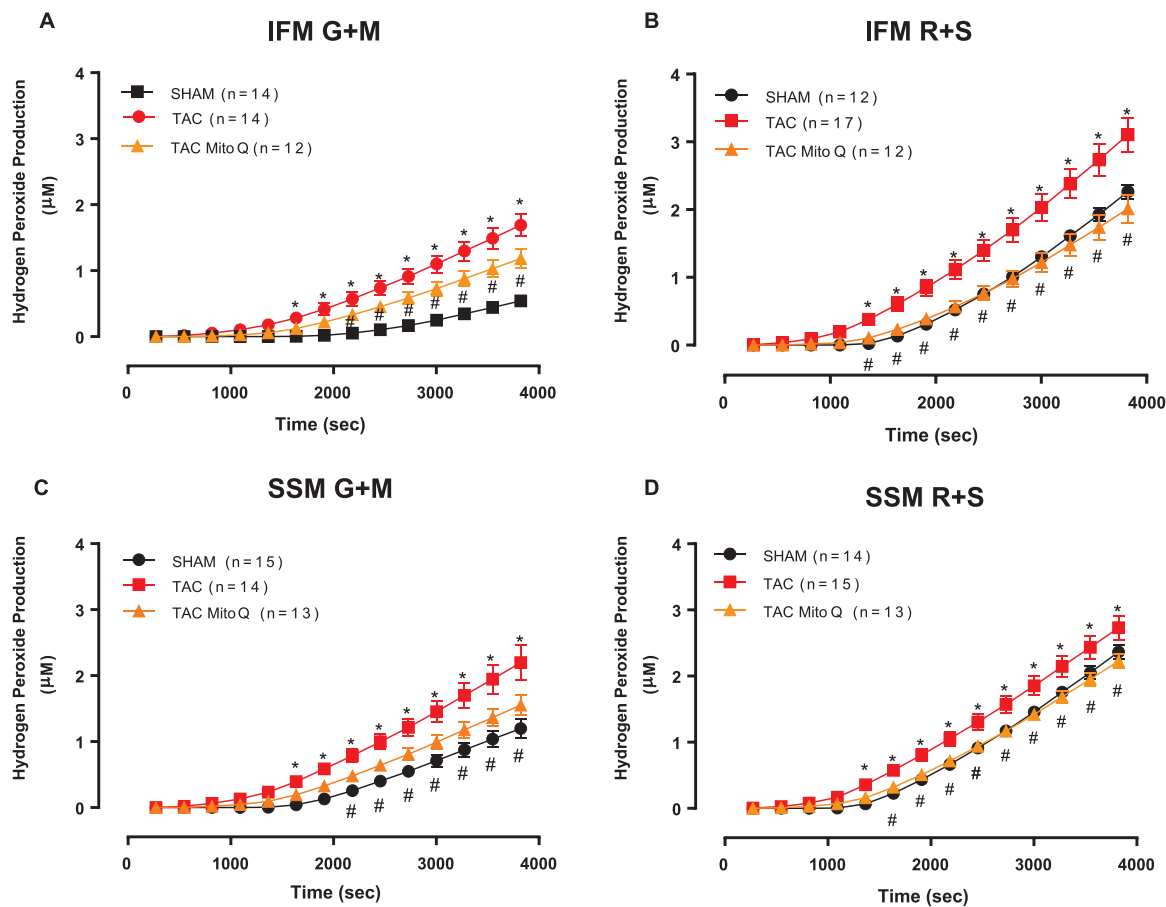 A
IFM G+M
Hydrogen Peroxide Production
(μM)
4
3
2
1
0
SHAM (n=14)
TAC (n=14)
TAC Mito Q (n=12)
* * * * * * * * *
# # # # # # #
0 1000 2000 3000 4000
Time (sec)
B
IFM R+S
Hydrogen Peroxide Production
(μM)
4
3
2
1
0
SHAM (n=12)
TAC (n=17)
TAC Mito Q (n=12)
* * * * * * * * * *
# # # # # # # # # #
0 1000 2000 3000 4000
Time (sec)
C
SSM G+M
Hydrogen Peroxide Production
(μM)
4
3
2
1
0
SHAM (n=15)
TAC (n=14)
TAC Mito Q (n=13)
* * * * * * * * *
# # # # # # #
0 1000 2000 3000 4000
Time (sec)
D
SSM R+S
Hydrogen Peroxide Production
(μM)
4
3
2
1
0
SHAM (n=14)
TAC (n=15)
TAC Mito Q (n=13)
* * * * * * * * * *
# # # # # # # # #
0 1000 2000 3000 4000
Time (sec)